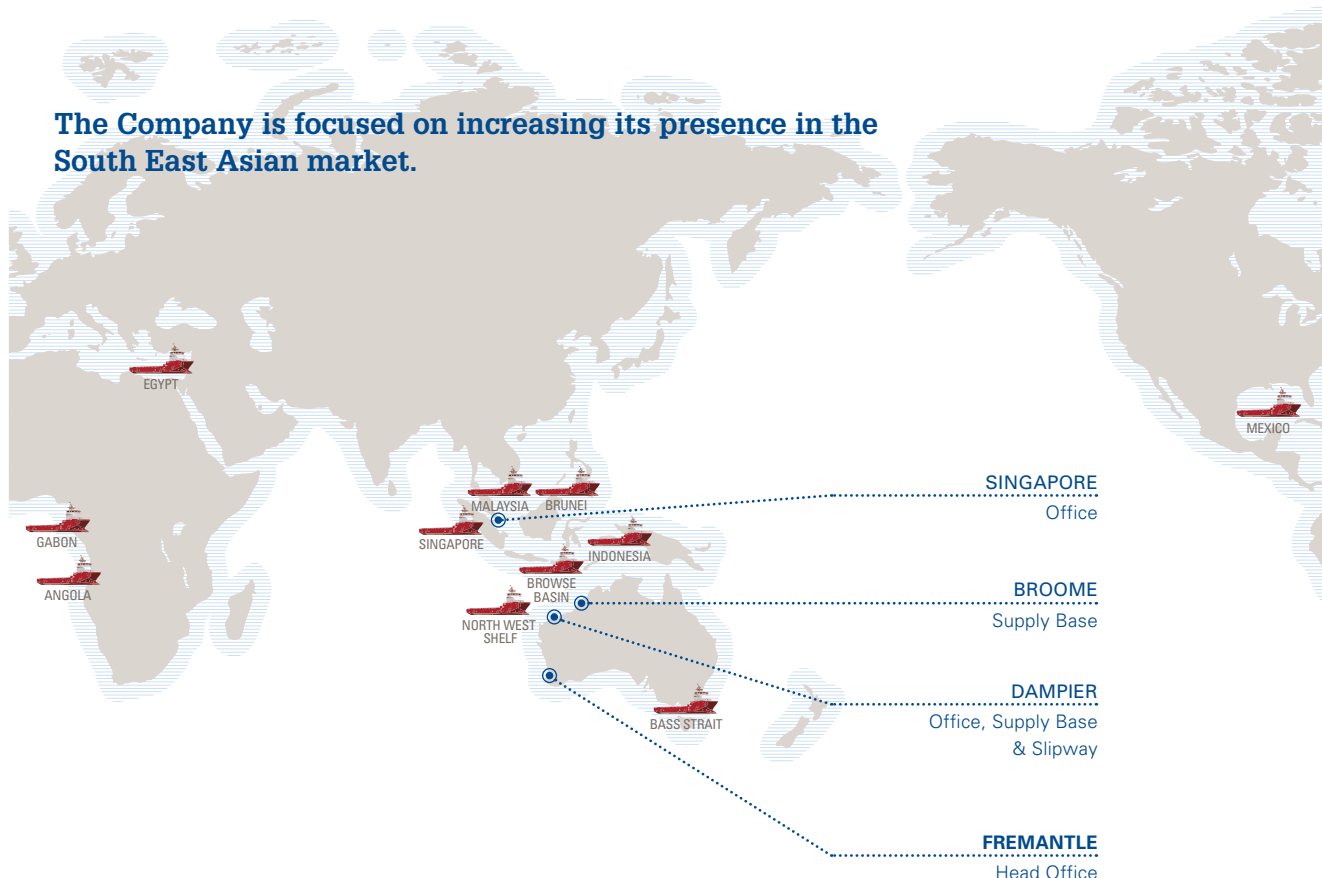 The Company is focused on increasing its presence in the
South East Asian market.
EGYPT
MEXICO
SINGAPORE
Office
MALAYSIA
BRUNEI
GABON
SINGAPORE
INDONESIA
ANGOLA
BROWSE
BASIN
BROOME
Supply Base
NORTH WEST
SHELF
DAMPIER
Office, Supply Base
& Slipway
BASS STRAIT
FREMANTLE
Head Office